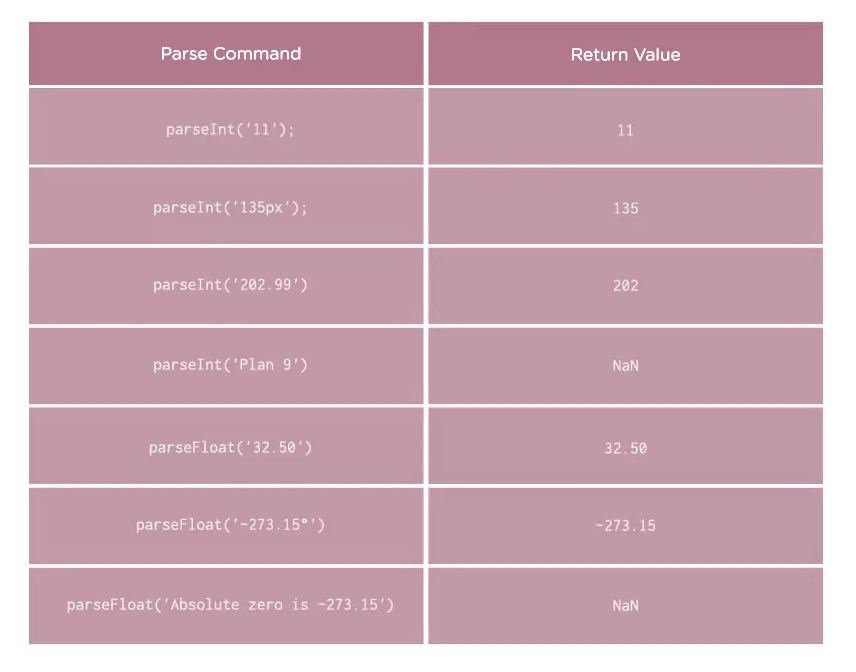 Parse Command Return Value
parseInt('11'); 11
parseInt('135px'); 135
parseInt('202.99') 202
parseInt('Plan 9') NaN
parseFloat('32.50') 32.50
parseFloat('-273.15°') -273.15
parseFloat('Absolute zero is -273.15') NaN